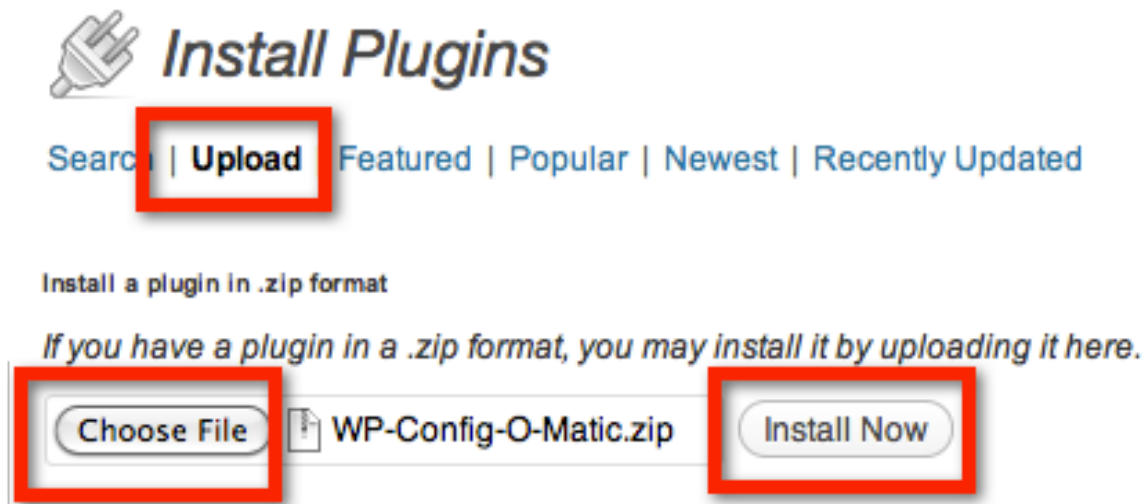 Install Plugins
Search | Upload Featured | Popular | Newest | Recently Updated
Install a plugin in .zip format
If you have a plugin in a .zip format, you may install it by uploading it here.
Choose File WP-Config-O-Matic.zip Install Now